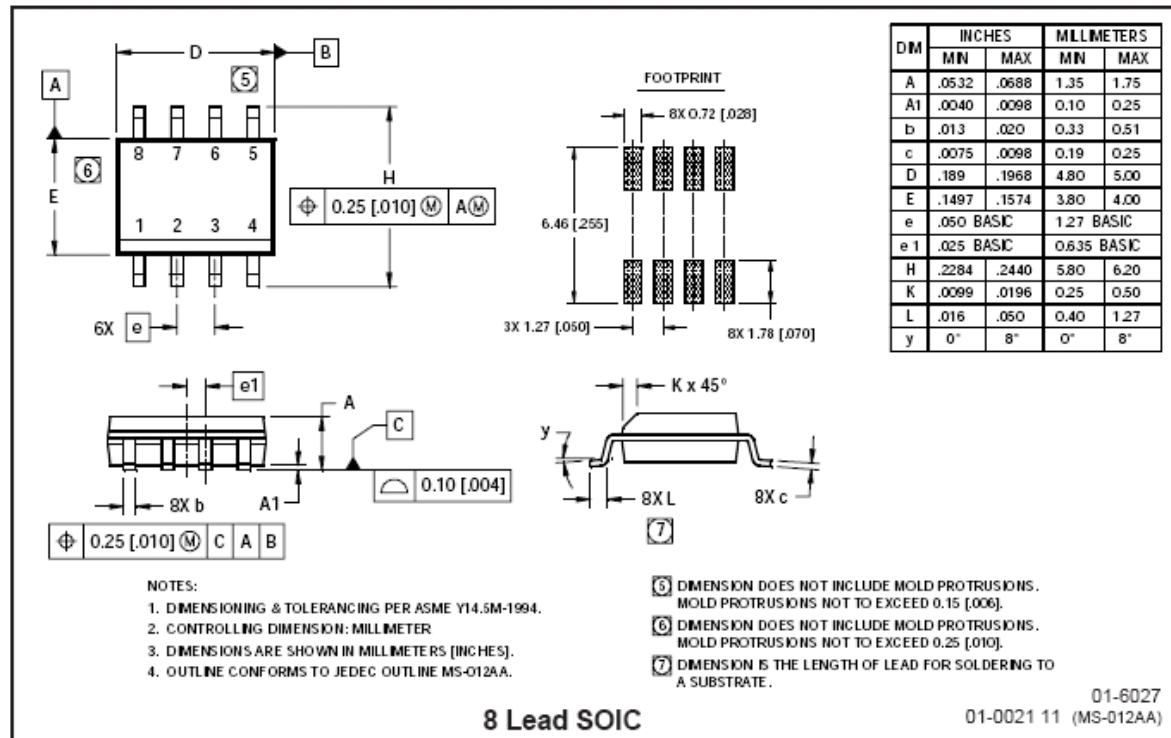 D
B
5
A
8 7 6 5
6
E
1 2 3 4
H
⌖ 0.25 [.010] Ⓜ AⓂ
6X e
FOOTPRINT
8X 0.72 [.028]
6.46 [.255]
3X 1.27 [.050]
8X 1.78 [.070]
DIM INCHES MILLIMETERS
MIN MAX MIN MAX
A .0532 .0688 1.35 1.75
A1 .0040 .0098 0.10 0.25
b .013 .020 0.33 0.51
c .0075 .0098 0.19 0.25
D .189 .1968 4.80 5.00
E .1497 .1574 3.80 4.00
e .050 BASIC 1.27 BASIC
e 1 .025 BASIC 0.635 BASIC
H .2284 .2440 5.80 6.20
K .0099 .0196 0.25 0.50
L .016 .050 0.40 1.27
y 0° 8° 0° 8°
e1
A
C
8X b
A1
⌓ 0.10 [.004]
⌖ 0.25 [.010] Ⓜ C A B
K x 45°
y
8X L
8X c
7
NOTES:
1. DIMENSIONING & TOLERANCING PER ASME Y14.5M-1994.
2. CONTROLLING DIMENSION: MILLIMETER
3. DIMENSIONS ARE SHOWN IN MILLIMETERS [INCHES].
4. OUTLINE CONFORMS TO JEDEC OUTLINE MS-012AA.
5 DIMENSION DOES NOT INCLUDE MOLD PROTRUSIONS.
MOLD PROTRUSIONS NOT TO EXCEED 0.15 [.006].
6 DIMENSION DOES NOT INCLUDE MOLD PROTRUSIONS.
MOLD PROTRUSIONS NOT TO EXCEED 0.25 [.010].
7 DIMENSION IS THE LENGTH OF LEAD FOR SOLDERING TO
A SUBSTRATE.
8 Lead SOIC
01-6027
01-0021 11 (MS-012AA)